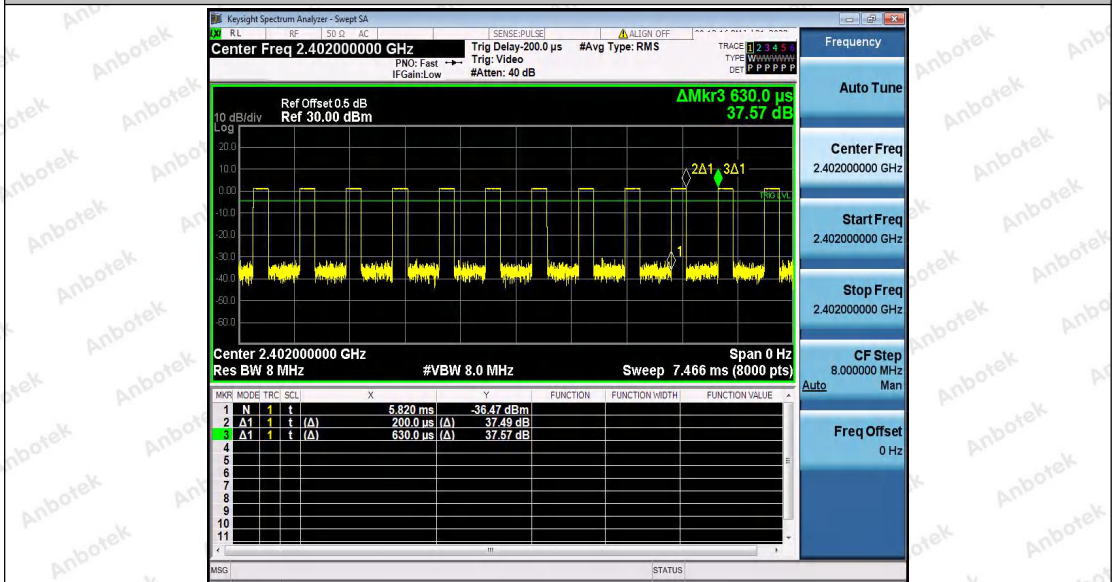 Keysight Spectrum Analyzer - Swept SA
RL RF 50 Ω AC SENSE:PULSE ALIGN OFF
Center Freq 2.402000000 GHz
PNO: Fast
IFGain:Low
Trig Delay-200.0 µs
Trig: Video
#Atten: 40 dB
#Avg Type: RMS
TRACE 1 2 3 4 5 6
TYPE WWWWWW
DET P P P P P P
ΔMkr3 630.0 µs
37.57 dB
Ref Offset 0.5 dB
10 dB/div Ref 30.00 dBm
Log
20.0
10.0
0.00
-10.0
-20.0
-30.0
-40.0
-50.0
-60.0
2Δ1 3Δ1
TRIG LVL
1
Center 2.402000000 GHz Span 0 Hz
Res BW 8 MHz #VBW 8.0 MHz Sweep 7.466 ms (8000 pts)
MKR MODE TRC SCL X Y FUNCTION FUNCTION WIDTH FUNCTION VALUE
1 N 1 t 5.820 ms -36.47 dBm
2 Δ1 1 t (Δ) 200.0 µs (Δ) 37.49 dB
3 Δ1 1 t (Δ) 630.0 µs (Δ) 37.57 dB
4
5
6
7
8
9
10
11
MSG STATUS
Frequency
Auto Tune
Center Freq
2.402000000 GHz
Start Freq
2.402000000 GHz
Stop Freq
2.402000000 GHz
CF Step
8.000000 MHz
Auto Man
Freq Offset
0 Hz
Anbotek